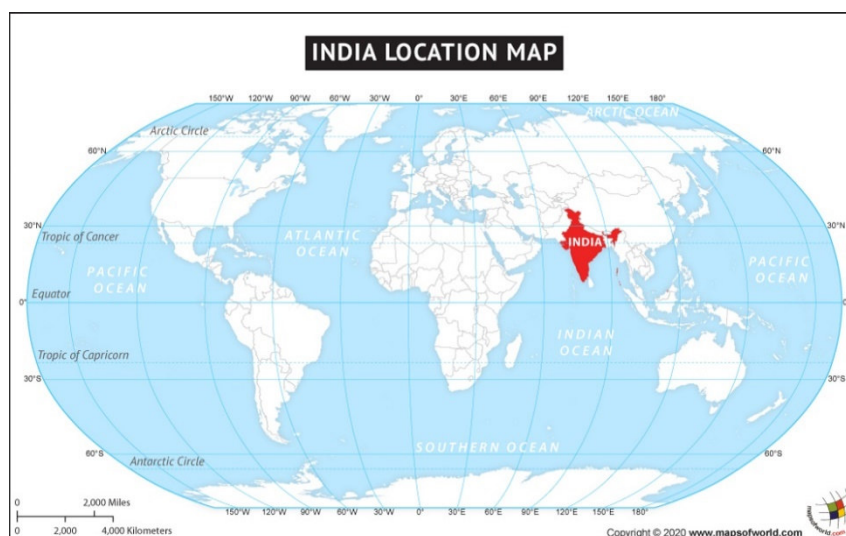 INDIA LOCATION MAP
150°W 120°W 90°W 60°W 30°W 0° 30°E 60°E 90°E 120°E 150°E 180°
ARCTIC OCEAN
Arctic Circle
60°N 60°N
30°N 30°N
Tropic of Cancer
ATLANTIC
OCEAN
INDIA
PACIFIC
OCEAN
PACIFIC
OCEAN
Equator
0° 0°
INDIAN
OCEAN
Tropic of Capricorn
30°S 30°S
SOUTHERN OCEAN
60°S 60°S
Antarctic Circle
150°W 120°W 90°W 60°W 30°W 0° 30°E 60°E 90°E 120°E 150°E 180°
0 2,000 Miles
0 2,000 4,000 Kilometers
Copyright © 2020 www.mapsofworld.com